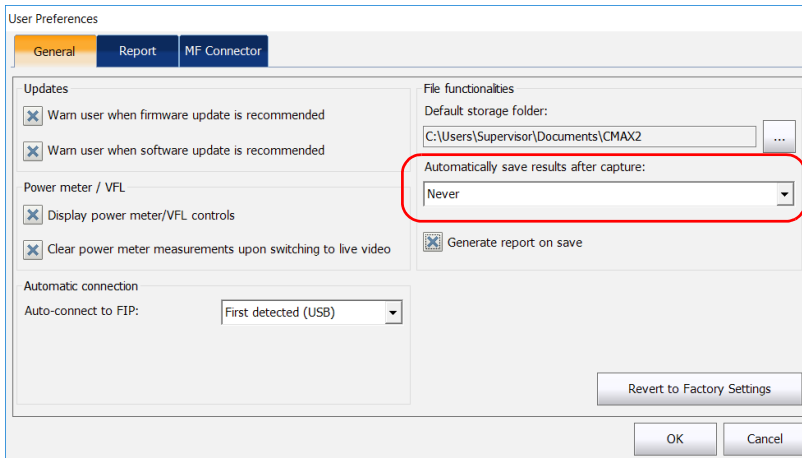 User Preferences
General Report MF Connector
Updates
Warn user when firmware update is recommended
Warn user when software update is recommended
Power meter / VFL
Display power meter/VFL controls
Clear power meter measurements upon switching to live video
Automatic connection
Auto-connect to FIP: First detected (USB)
File functionalities
Default storage folder:
C:\Users\Supervisor\Documents\CMAX2 ...
Automatically save results after capture:
Never
Generate report on save
Revert to Factory Settings
OK Cancel